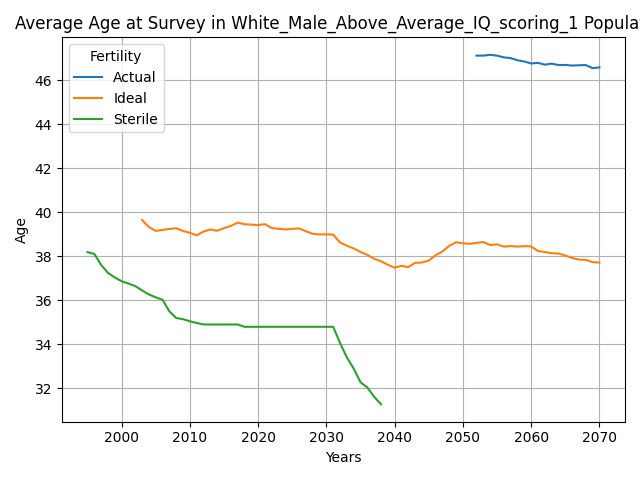 Average Age at Survey in White_Male_Above_Average_IQ_scoring_1 Popula
Fertility
Actual
Ideal
Sterile
46
44
42
40
38
36
34
32
Age
2000 2010 2020 2030 2040 2050 2060 2070
Years